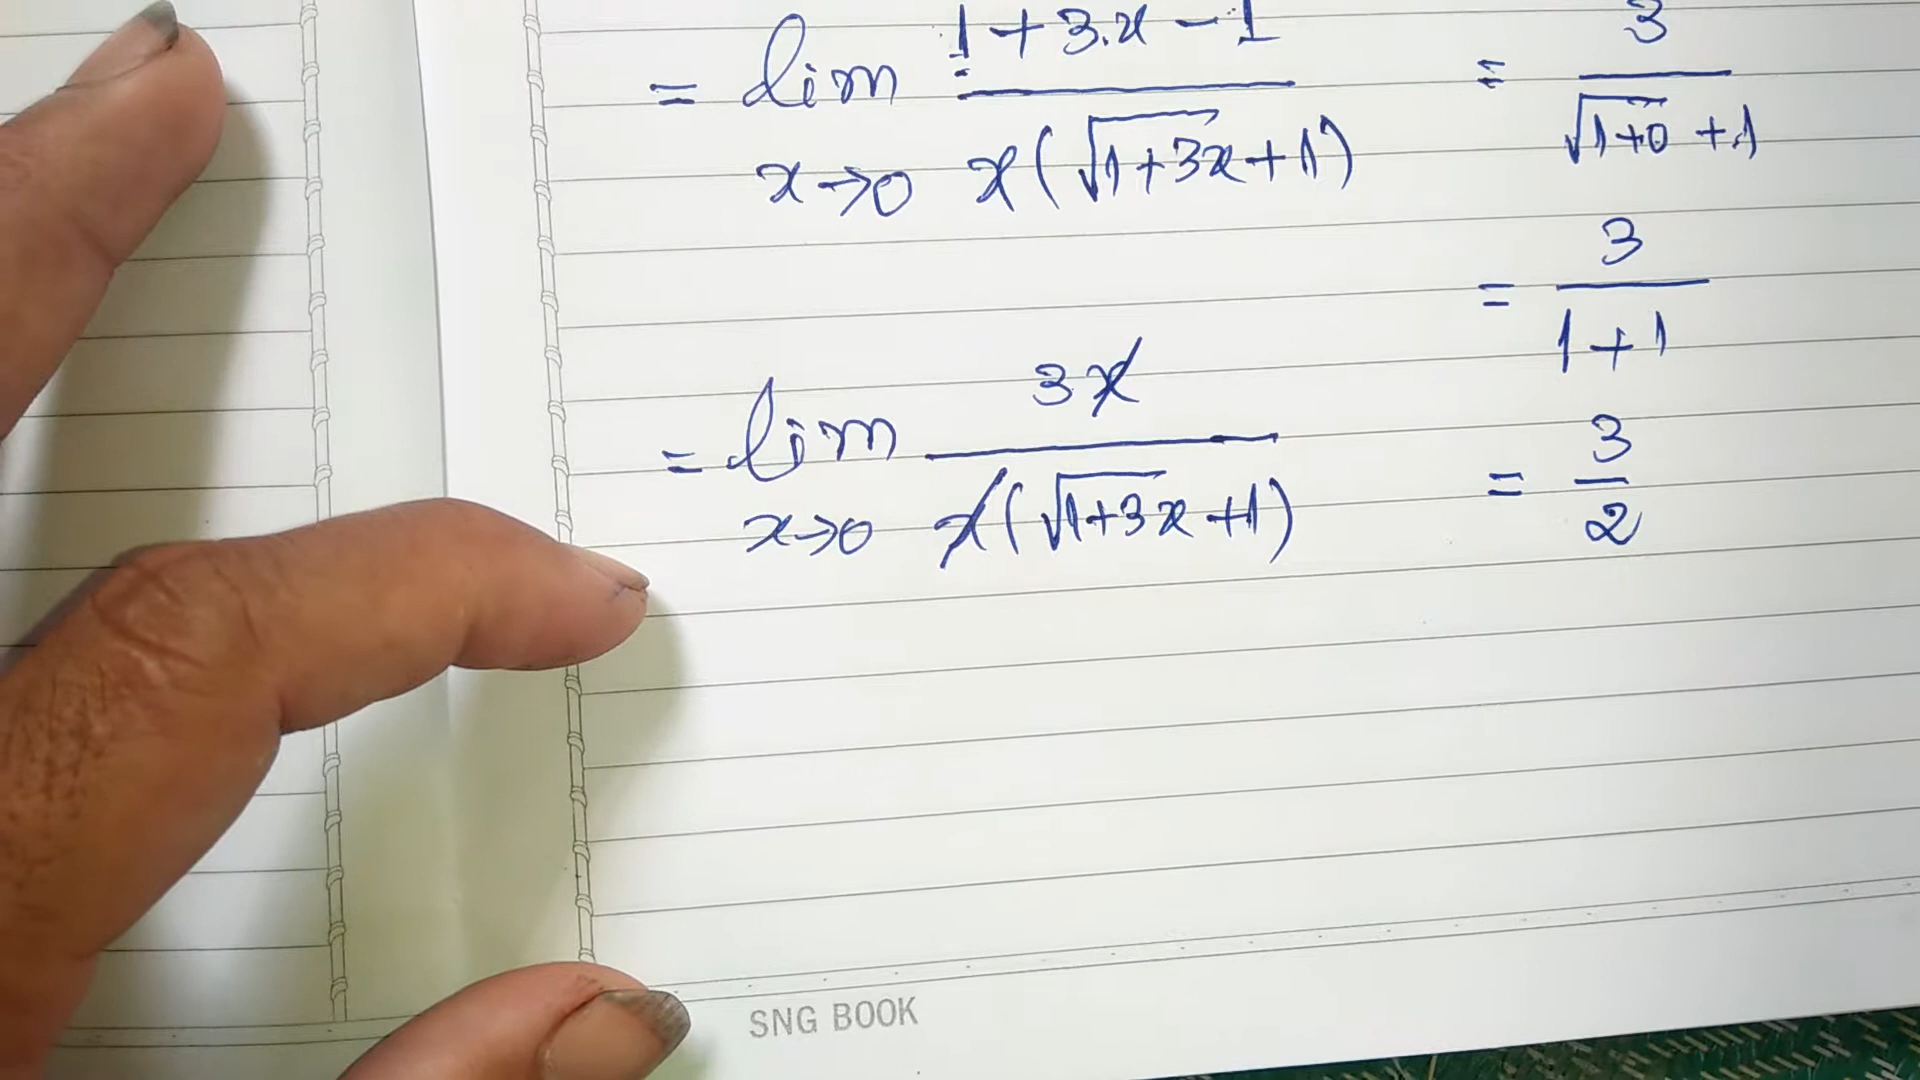 = lim 1 + 3.x - 1 / x(√1+3x + 1)
x→0
= lim 3x / x(√1+3x + 1)
x→0
= 3 / √1+0 + 1
= 3 / 1 + 1
= 3 / 2
SNG BOOK